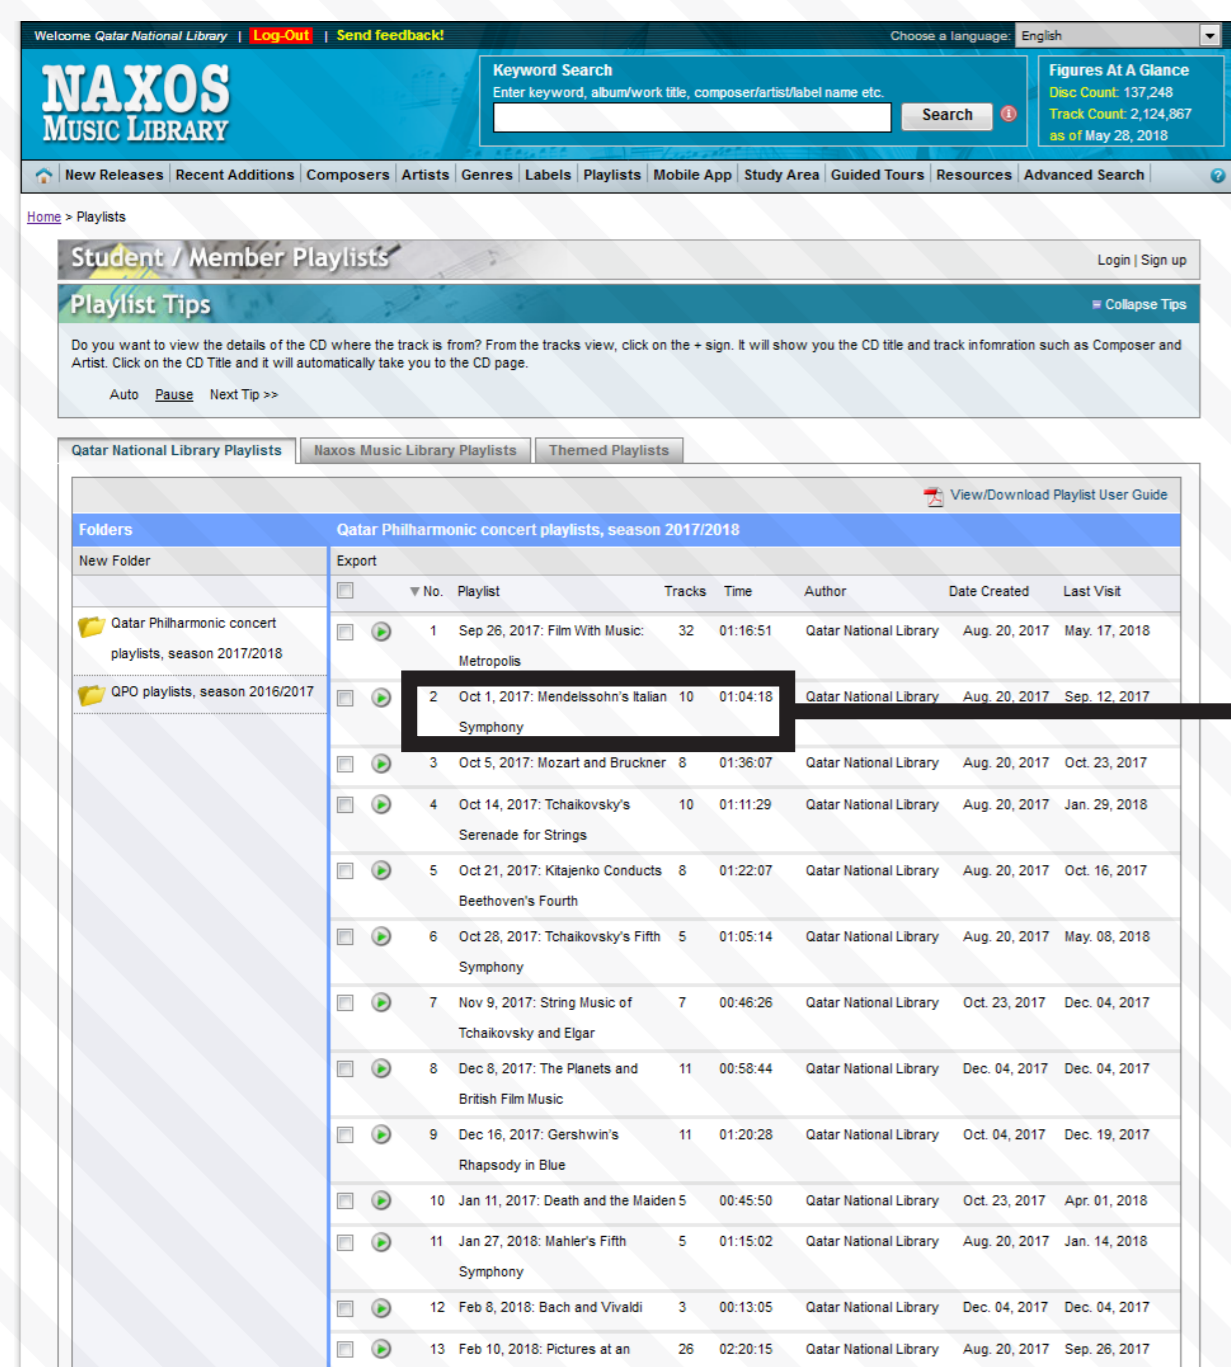 Welcome Qatar National Library | Log-Out | Send feedback!
Choose a language: English
NAXOS
MUSIC LIBRARY
Keyword Search
Enter keyword, album/work title, composer/artist/label name etc.
Search
Figures At A Glance
Disc Count: 137,248
Track Count: 2,124,867
as of May 28, 2018
New Releases | Recent Additions | Composers | Artists | Genres | Labels | Playlists | Mobile App | Study Area | Guided Tours | Resources | Advanced Search
Home > Playlists
Student / Member Playlists
Login | Sign up
Playlist Tips
Collapse Tips
Do you want to view the details of the CD where the track is from? From the tracks view, click on the + sign. It will show you the CD title and track infomration such as Composer and
Artist. Click on the CD Title and it will automatically take you to the CD page.
Auto Pause Next Tip >>
Qatar National Library Playlists
Naxos Music Library Playlists
Themed Playlists
View/Download Playlist User Guide
Folders
Qatar Philharmonic concert playlists, season 2017/2018
New Folder
Export
No. Playlist Tracks Time Author Date Created Last Visit
Qatar Philharmonic concert
playlists, season 2017/2018
QPO playlists, season 2016/2017
1 Sep 26, 2017: Film With Music: 32 01:16:51 Qatar National Library Aug. 20, 2017 May. 17, 2018
Metropolis
2 Oct 1, 2017: Mendelssohn's Italian 10 01:04:18 Qatar National Library Aug. 20, 2017 Sep. 12, 2017
Symphony
3 Oct 5, 2017: Mozart and Bruckner 8 01:36:07 Qatar National Library Aug. 20, 2017 Oct. 23, 2017
4 Oct 14, 2017: Tchaikovsky's 10 01:11:29 Qatar National Library Aug. 20, 2017 Jan. 29, 2018
Serenade for Strings
5 Oct 21, 2017: Kitajenko Conducts 8 01:22:07 Qatar National Library Aug. 20, 2017 Oct. 16, 2017
Beethoven's Fourth
6 Oct 28, 2017: Tchaikovsky's Fifth 5 01:05:14 Qatar National Library Aug. 20, 2017 May. 08, 2018
Symphony
7 Nov 9, 2017: String Music of 7 00:46:26 Qatar National Library Oct. 23, 2017 Dec. 04, 2017
Tchaikovsky and Elgar
8 Dec 8, 2017: The Planets and 11 00:58:44 Qatar National Library Dec. 04, 2017 Dec. 04, 2017
British Film Music
9 Dec 16, 2017: Gershwin's 11 01:20:28 Qatar National Library Oct. 04, 2017 Dec. 19, 2017
Rhapsody in Blue
10 Jan 11, 2017: Death and the Maiden 5 00:45:50 Qatar National Library Oct. 23, 2017 Apr. 01, 2018
11 Jan 27, 2018: Mahler's Fifth 5 01:15:02 Qatar National Library Aug. 20, 2017 Jan. 14, 2018
Symphony
12 Feb 8, 2018: Bach and Vivaldi 3 00:13:05 Qatar National Library Dec. 04, 2017 Dec. 04, 2017
13 Feb 10, 2018: Pictures at an 26 02:20:15 Qatar National Library Aug. 20, 2017 Sep. 26, 2017